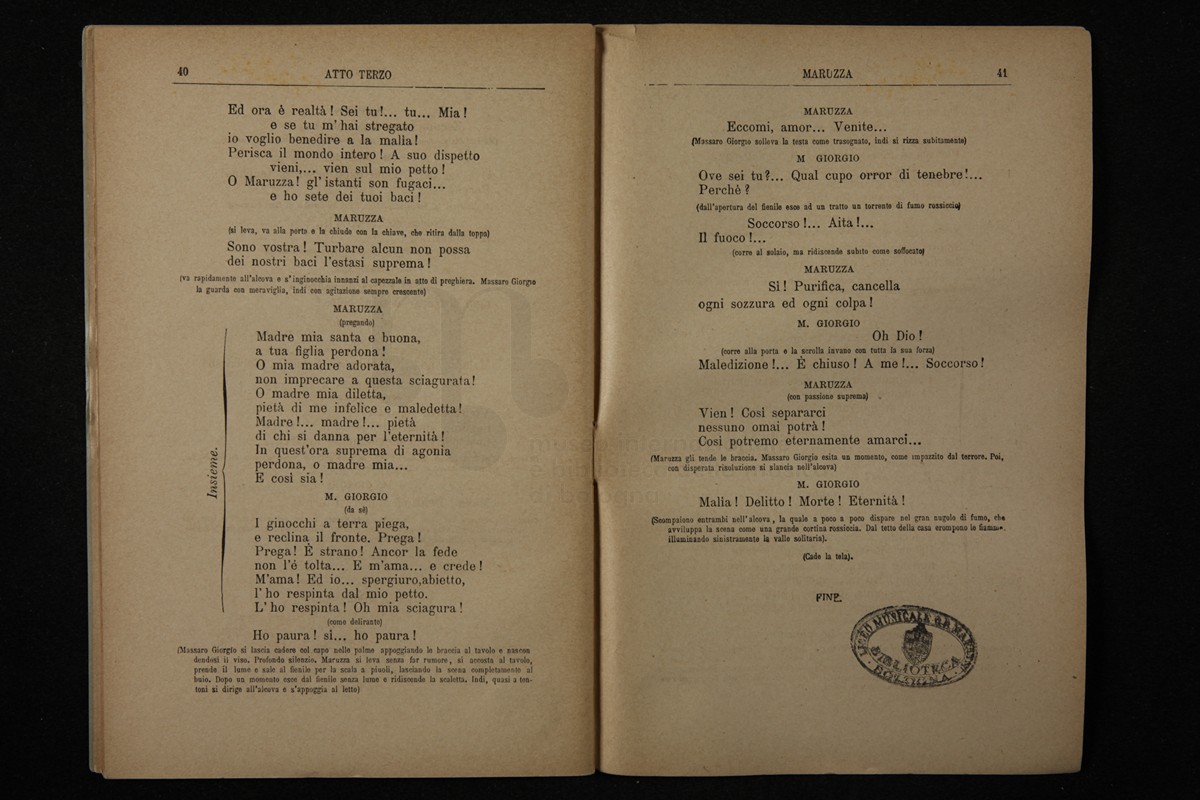 40
ATTO TERZO
Ed ora é realtà! Sei tu!... tu... Mia!
e se tu m'hai stregato
io voglio benedire a la malìa!
Perisca il mondo intero! A suo dispetto
vieni,... vien sul mio petto!
O Maruzza! gl'istanti son fugaci...
e ho sete dei tuoi baci!
MARUZZA
(si leva, va alla porte e la chiude con la chiave, che ritira dalla toppa)
Sono vostra! Turbare alcun non possa
dei nostri baci l'estasi suprema!
(va rapidamente all'alcova e s'inginocchia innanzi al capezzale in atto di preghiera. Massaro Giorgio
la guarda con meraviglia, indi con agitazione sempre crescente)
MARUZZA
(pregando)
Madre mia santa e buona,
a tua figlia perdona!
O mia madre adorata,
non imprecare a questa sciagurata!
O madre mia diletta,
pietà di me infelice e maledetta!
Madre!... madre!... pietà
di chi si danna per l'eternità!
In quest'ora suprema di agonia
perdona, o madre mia...
E così sia!
Insieme.
M. GIORGIO
(da sè)
I ginocchi a terra piega,
e reclina il fronte. Prega!
Prega! È strano! Ancor la fede
non l'é tolta... E m'ama... e crede!
M'ama! Ed io... spergiuro,abietto,
l'ho respinta dal mio petto.
L'ho respinta! Oh mia sciagura!
(come delirante)
Ho paura! si... ho paura!
(Massaro Giorgio si lascia cadere col capo nelle palme appoggiando le braccia al tavolo e nascon
dendosi il viso. Profondo silenzio. Maruzza si leva senza far rumore, si accosta al tavolo,
prende il lume e sale al fienile per la scala a piuoli, lasciando la scena completamente al
buio. Dopo un momento esce dal fienile senza lume e ridiscende la scaletta. Indi, quasi a ten-
toni si dirige all'alcova e s'appoggia al letto)
MARUZZA
41
MARUZZA
Eccomi, amor... Venite...
(Massaro Giorgio solleva la testa come trasognato, indi si rizza subitamente)
M GIORGIO
Ove sei tu?... Qual cupo orror di tenebre!...
Perchè?
(dall'apertura del fienile esce ad un tratto un torrente di fumo rossiccio)
Soccorso!... Aita!...
Il fuoco!...
(corre al solaio, ma ridiscende subito come soffocato)
MARUZZA
Si! Purifica, cancella
ogni sozzura ed ogni colpa!
M. GIORGIO
Oh Dio!
(corre alla porta e la scrolla invano con tutta la sua forza)
Maledizione!... È chiuso! A me!... Soccorso!
MARUZZA
(con passione suprema)
Vien! Così separarci
nessuno omai potrà!
Così potremo eternamente amarci...
(Maruzza gli tende le braccia. Massaro Giorgio esita un momento, come impazzito dal terrore. Poi,
con disperata risoluzione si slancia nell'alcova)
M. GIORGIO
Malìa! Delitto! Morte! Eternità!
(Scompaiono entrambi nell'alcova, la quale a poco a poco dispare nel gran nugolo di fumo, che
avviluppa la scena come una grande cortina rossiccia. Dal tetto della casa erompono le fiamme
illuminando sinistramente la valle solitaria).
(Cade la tela).
FINE.
LICEO MUSICALE G.B. MARTINI
BIBLIOTECA
BOLOGNA